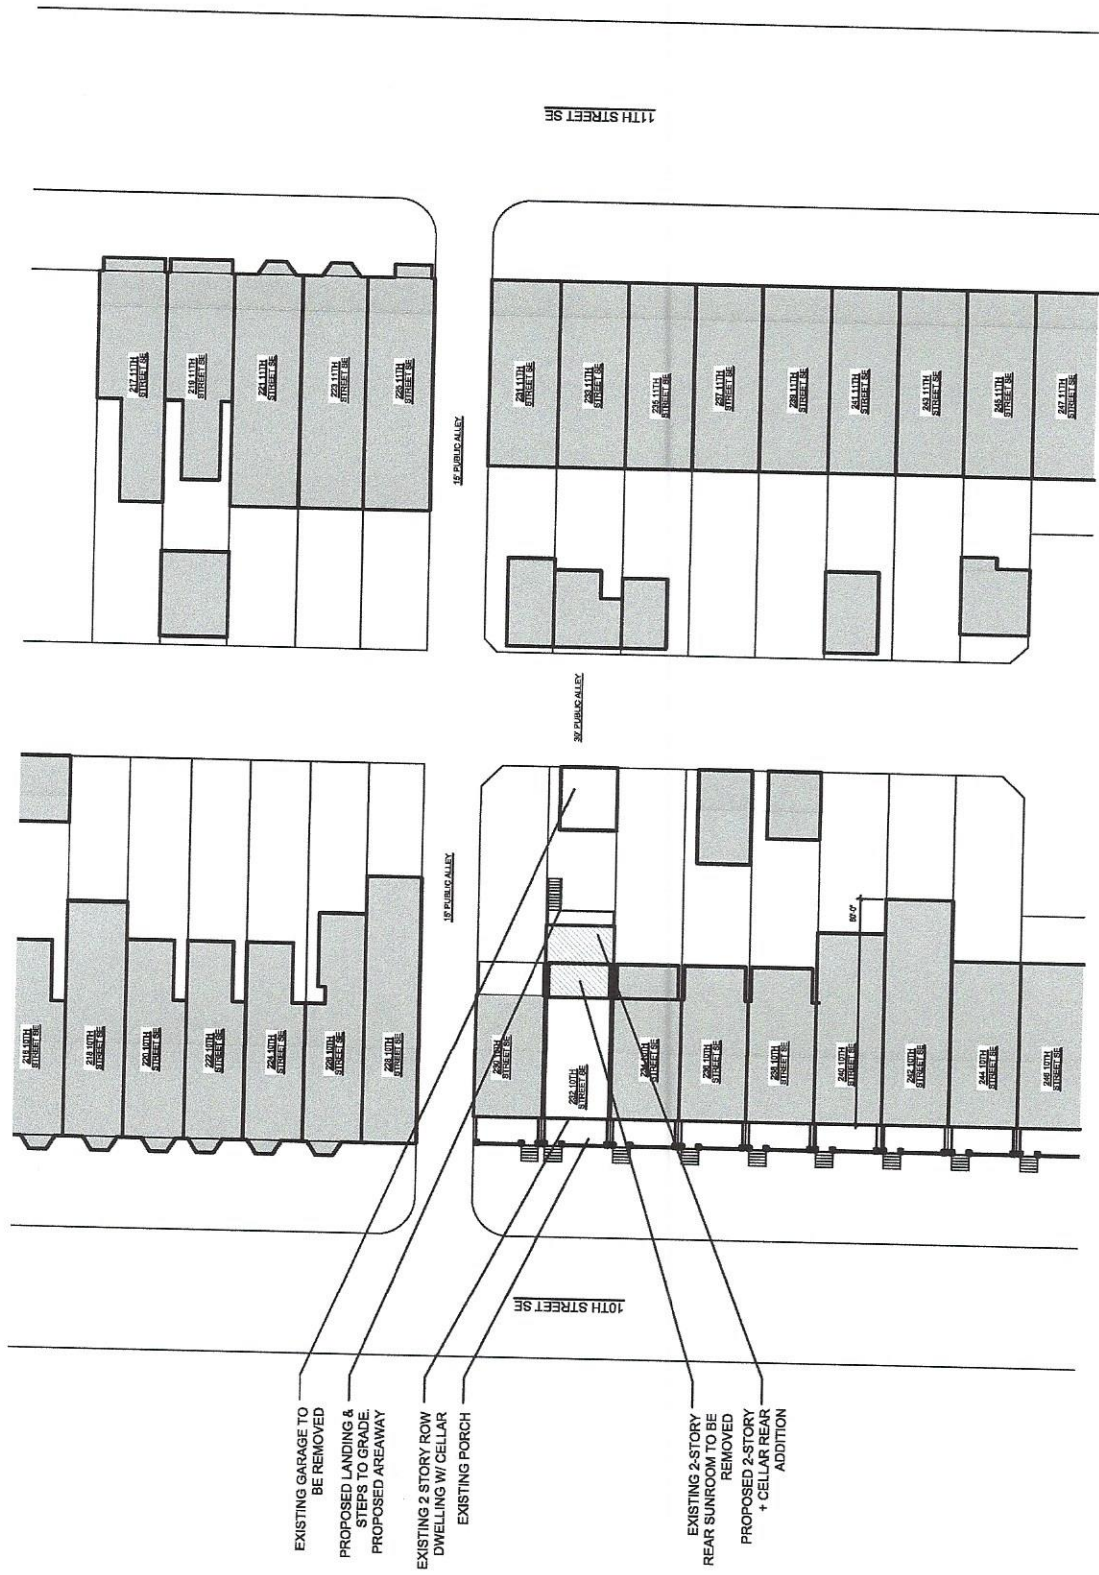 11TH STREET SE
217 11TH
STREET SE
219 11TH
STREET SE
221 11TH
STREET SE
223 11TH
STREET SE
225 11TH
STREET SE
15' PUBLIC ALLEY
231 11TH
STREET SE
233 11TH
STREET SE
235 11TH
STREET SE
237 11TH
STREET SE
239 11TH
STREET SE
241 11TH
STREET SE
243 11TH
STREET SE
245 11TH
STREET SE
247 11TH
STREET SE
30' PUBLIC ALLEY
15' PUBLIC ALLEY
216 10TH
STREET SE
218 10TH
STREET SE
220 10TH
STREET SE
222 10TH
STREET SE
224 10TH
STREET SE
226 10TH
STREET SE
228 10TH
STREET SE
230 10TH
STREET SE
232 10TH
STREET SE
234 10TH
STREET SE
236 10TH
STREET SE
238 10TH
STREET SE
240 10TH
STREET SE
242 10TH
STREET SE
244 10TH
STREET SE
246 10TH
STREET SE
10TH STREET SE
EXISTING GARAGE TO
BE REMOVED
PROPOSED LANDING &
STEPS TO GRADE.
PROPOSED AREAWAY
EXISTING 2 STORY ROW
DWELLING W/ CELLAR
EXISTING PORCH
EXISTING 2-STORY
REAR SUNROOM TO BE
REMOVED
PROPOSED 2-STORY
+ CELLAR REAR
ADDITION